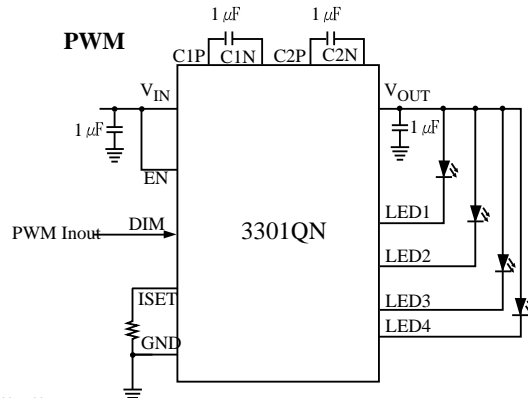 1 μF
1 μF
PWM
C1P
C1N
C2P
C2N
VIN
VOUT
1 μF
1 μF
EN
LED1
DIM
PWM Inout
3301QN
LED2
ISET
LED3
GND
LED4